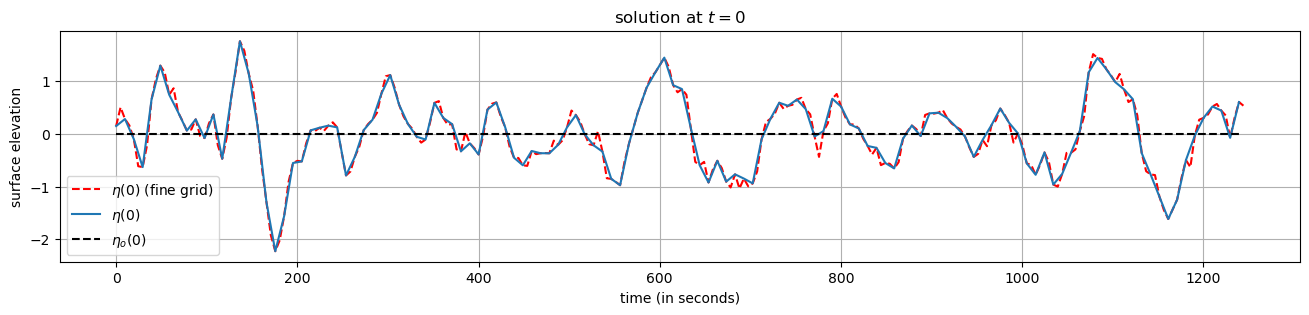 solution at t = 0
surface elevation
1
0
−1
−2
η(0) (fine grid)
η(0)
ηₒ(0)
0 200 400 600 800 1000 1200
time (in seconds)